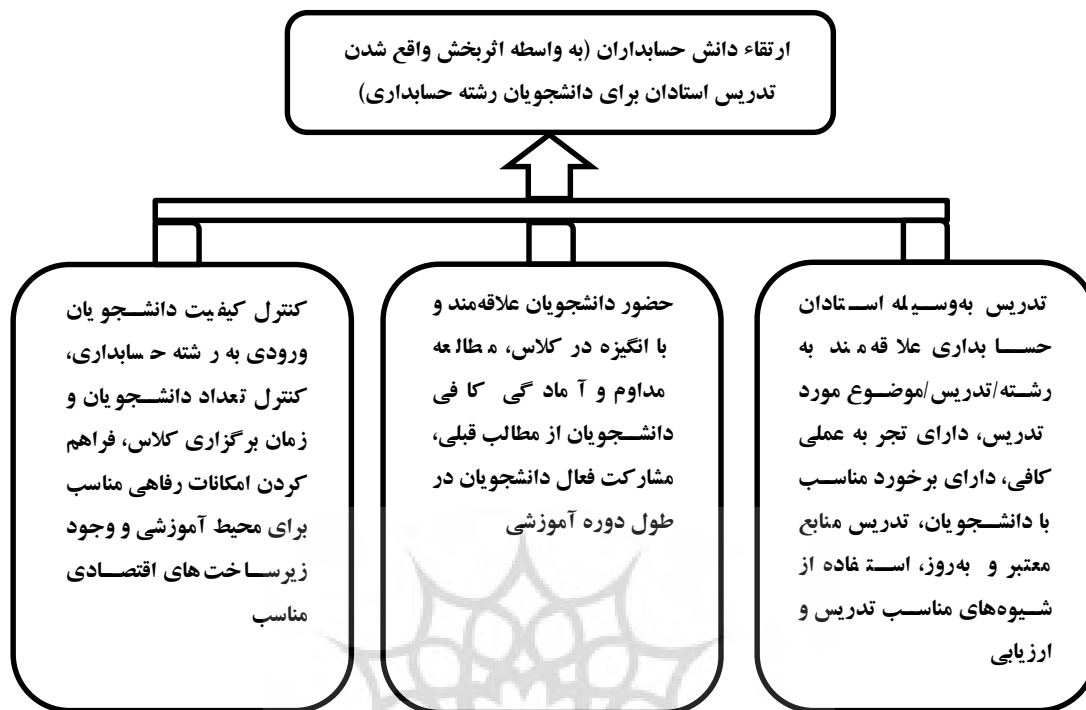 ارتقاء دانش حسابداران (به واسطه اثربخش واقع شدن
تدریس استادان برای دانشجویان رشته حسابداری)
تدریس به‌وسیله استادان
حسابداری علاقه‌مند به
رشته/تدریس/موضوع مورد
تدریس، دارای تجربه عملی
کافی، دارای برخورد مناسب
با دانشجویان، تدریس منابع
معتبر و به‌روز، استفاده از
شیوه‌های مناسب تدریس و
ارزیابی
حضور دانشجویان علاقه‌مند و
با انگیزه در کلاس، مطالعه
مداوم و آمادگی کافی
دانشجویان از مطالب قبلی،
مشارکت فعال دانشجویان در
طول دوره آموزشی
کنترل کیفیت دانشجویان
ورودی به رشته حسابداری،
کنترل تعداد دانشجویان و
زمان برگزاری کلاس، فراهم
کردن امکانات رفاهی مناسب
برای محیط آموزشی و وجود
زیرساخت‌های اقتصادی
مناسب